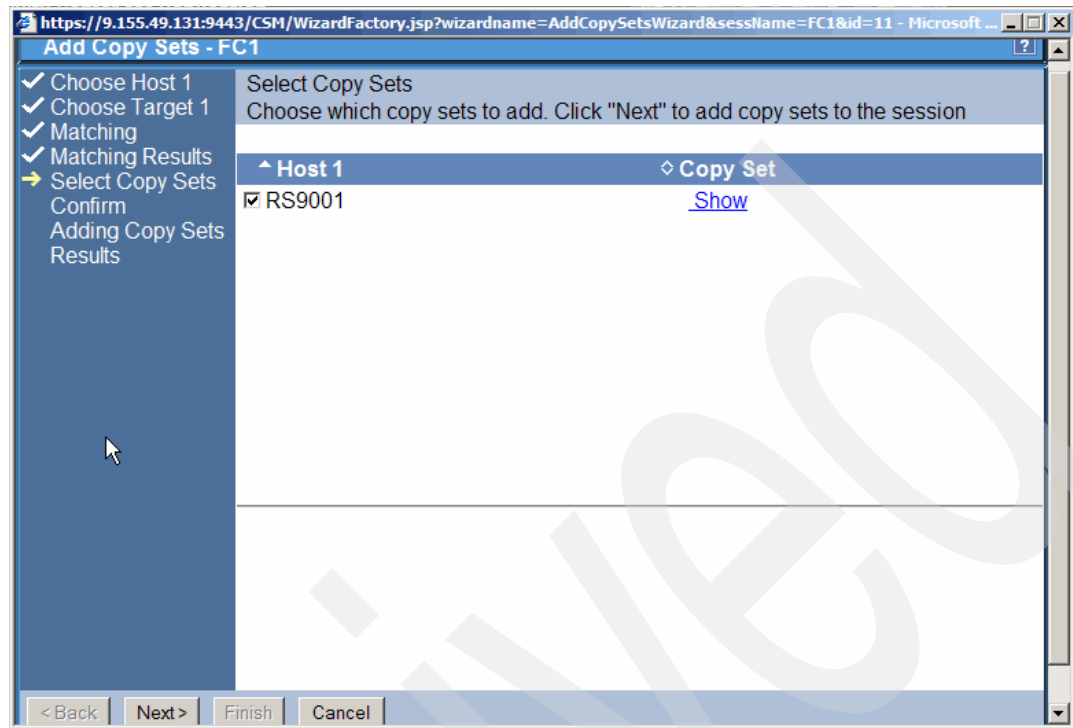 https://9.155.49.131:9443/CSM/WizardFactory.jsp?wizardname=AddCopySetsWizard&sessName=FC1&id=11 - Microsoft ...
Add Copy Sets - FC1
?
Choose Host 1
Choose Target 1
Matching
Matching Results
Select Copy Sets
Confirm
Adding Copy Sets
Results
Select Copy Sets
Choose which copy sets to add. Click "Next" to add copy sets to the session
Host 1 Copy Set
RS9001 Show
< Back Next > Finish Cancel